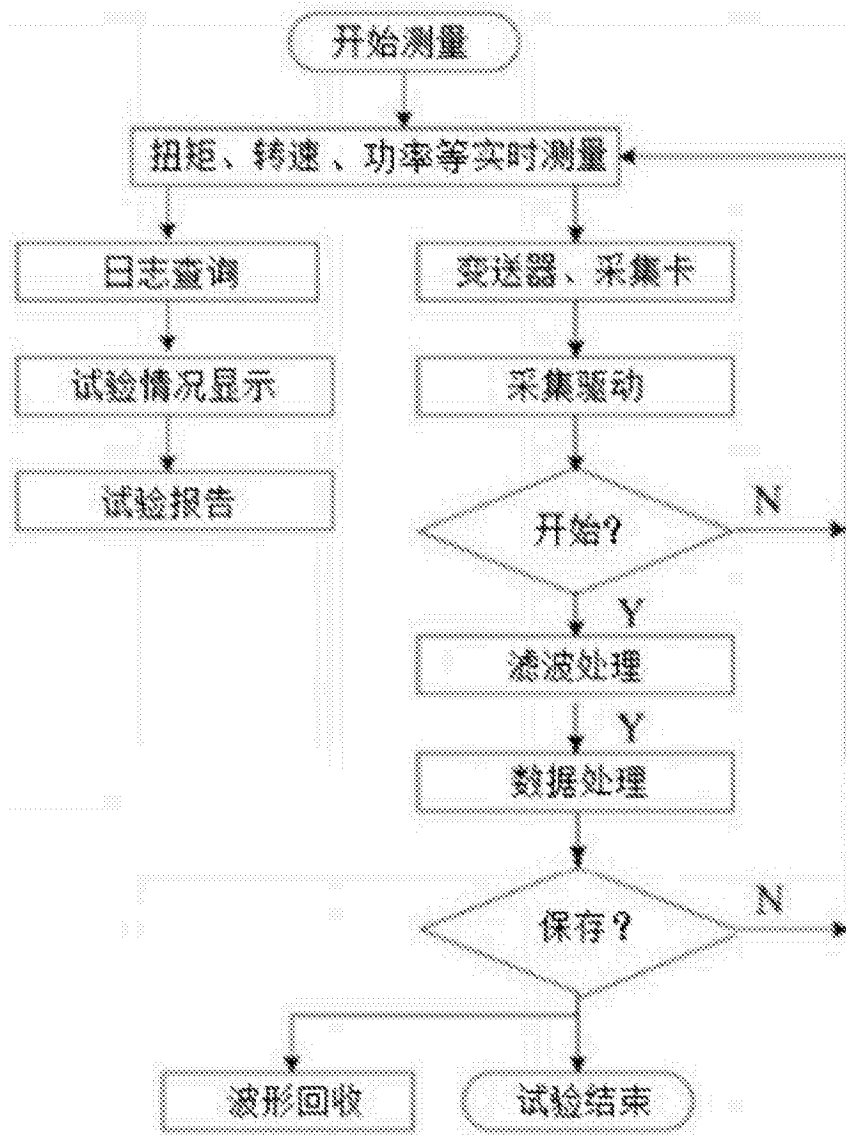 开始测量
扭矩、转速、功率等实时测量
日志查询
变送器、采集卡
试验情况显示
采集驱动
试验报告
开始?
N
Y
滤波处理
Y
数据处理
保存?
N
波形回收
试验结束